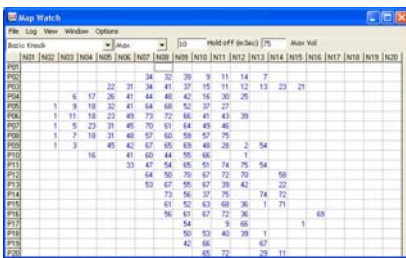 Map Watch
File Log View Window Options
Basic Knock Max 10 Hold off (mSec) 75 Max Val
N01 N02 N03 N04 N05 N06 N07 N08 N09 N10 N11 N12 N13 N14 N15 N16 N17 N18 N19 N20
P01
P02 34 32 39 9 11 14 7
P03 22 31 34 41 37 15 11 12 13 23 21
P04 6 17 26 41 44 48 42 16 30 25
P05 1 9 18 32 41 64 68 52 37 27
P06 1 11 18 23 49 73 72 66 41 43 39
P07 1 5 23 31 45 70 61 64 49 46
P08 1 7 18 31 48 57 60 59 57 75
P09 1 3 45 42 67 65 69 48 28 2 54
P10 16 41 60 44 55 66 1
P11 33 47 54 65 51 74 75 54
P12 64 50 70 67 72 70 58
P13 53 67 55 67 39 42 22
P14 73 56 37 75 74 72
P15 61 52 63 68 36 1 71
P16 56 61 67 72 36 69
P17 54 9 66 1
P18 50 53 40 39 1
P19 42 66 67
P20 65 72 29 11